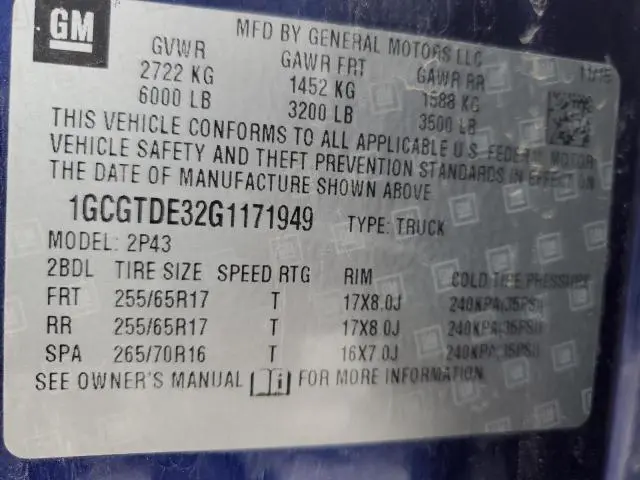 GM
MFD BY GENERAL MOTORS LLC
11/15
GVWR GAWR FRT GAWR RR
2722 KG 1452 KG 1588 KG
6000 LB 3200 LB 3500 LB
THIS VEHICLE CONFORMS TO ALL APPLICABLE U.S. FEDERAL MOTOR
VEHICLE SAFETY AND THEFT PREVENTION STANDARDS IN EFFECT ON
THE DATE OF MANUFACTURE SHOWN ABOVE
1GCGTDE32G1171949 TYPE: TRUCK
MODEL: 2P43
2BDL TIRE SIZE SPEED RTG RIM COLD TIRE PRESSURE
FRT 255/65R17 T 17X8.0J 240KPA(35PSI)
RR 255/65R17 T 17X8.0J 240KPA(35PSI)
SPA 265/70R16 T 16X7.0J 240KPA(35PSI)
SEE OWNER'S MANUAL FOR MORE INFORMATION